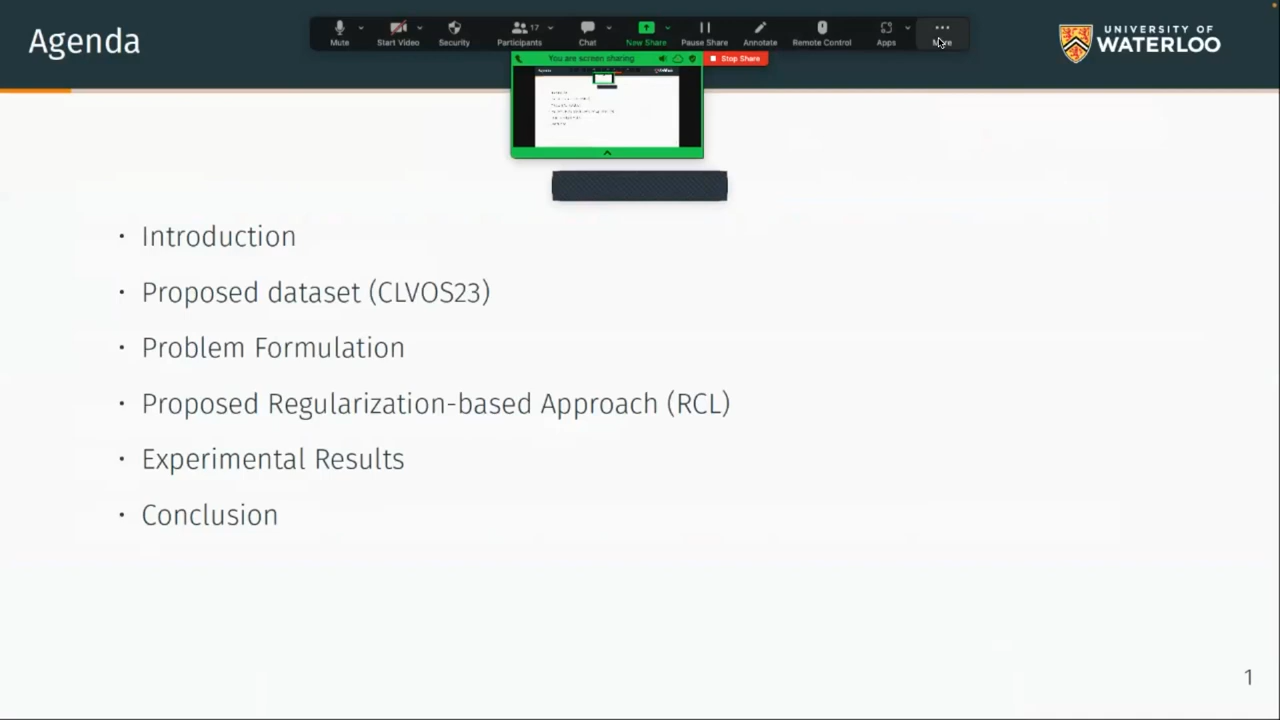 Agenda
Mute
Start Video
Security
17
Participants
Chat
New Share
Pause Share
Annotate
Remote Control
Apps
You are screen sharing
Stop Share
UNIVERSITY OF
WATERLOO
· Introduction
· Proposed dataset (CLVOS23)
· Problem Formulation
· Proposed Regularization-based Approach (RCL)
· Experimental Results
· Conclusion
1